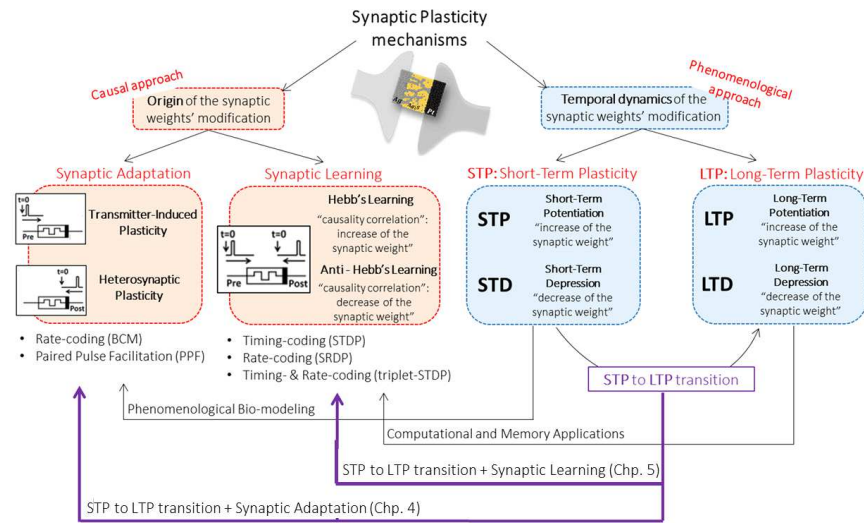 Synaptic Plasticity
mechanisms
Causal approach
Phenomenological
approach
Origin of the synaptic
weights' modification
Temporal dynamics of the
synaptic weights' modification
Synaptic Adaptation
Synaptic Learning
STP: Short-Term Plasticity
LTP: Long-Term Plasticity
t=0
Pre
Transmitter-Induced
Plasticity
t=0
Post
Heterosynaptic
Plasticity
t=0
t=0
Pre
Post
Hebb's Learning
"causality correlation":
increase of the
synaptic weight"
Anti - Hebb's Learning
"causality correlation":
decrease of the
synaptic weight"
STP
Short-Term
Potentiation
"increase of the
synaptic weight"
STD
Short-Term
Depression
"decrease of the
synaptic weight"
LTP
Long-Term
Potentiation
"increase of the
synaptic weight"
LTD
Long-Term
Depression
"decrease of the
synaptic weight"
• Rate-coding (BCM)
• Paired Pulse Facilitation (PPF)
• Timing-coding (STDP)
• Rate-coding (SRDP)
• Timing- & Rate-coding (triplet-STDP)
STP to LTP transition
Phenomenological Bio-modeling
Computational and Memory Applications
STP to LTP transition + Synaptic Learning (Chp. 5)
STP to LTP transition + Synaptic Adaptation (Chp. 4)